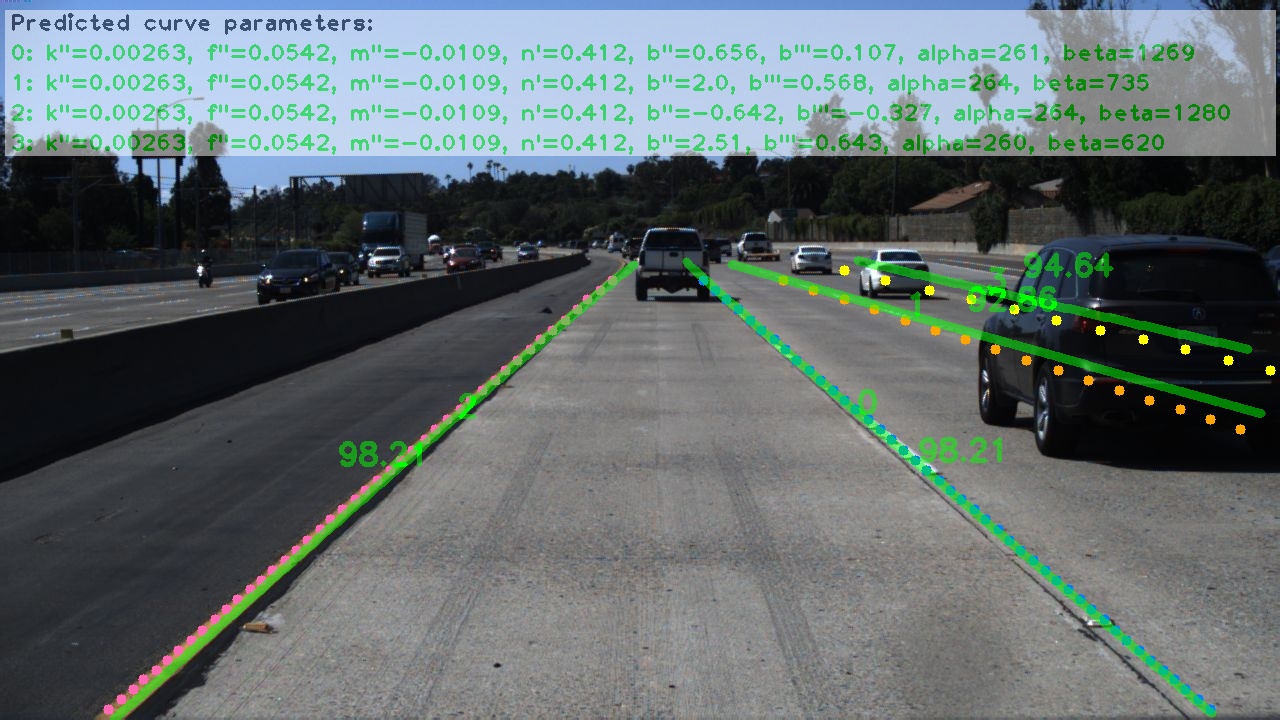 Predicted curve parameters:
0: k''=0.00263, f''=0.0542, m''=−0.0109, n'=0.412, b''=0.656, b'''=0.107, alpha=261, beta=1269
1: k''=0.00263, f''=0.0542, m''=−0.0109, n'=0.412, b''=2.0, b'''=0.568, alpha=264, beta=735
2: k''=0.00263, f''=0.0542, m''=−0.0109, n'=0.412, b''=−0.642, b'''=−0.327, alpha=264, beta=1280
3: k''=0.00263, f''=0.0542, m''=−0.0109, n'=0.412, b''=2.51, b'''=0.643, alpha=260, beta=620
3 94.64
1 92.86
2 0
98.21 98.21